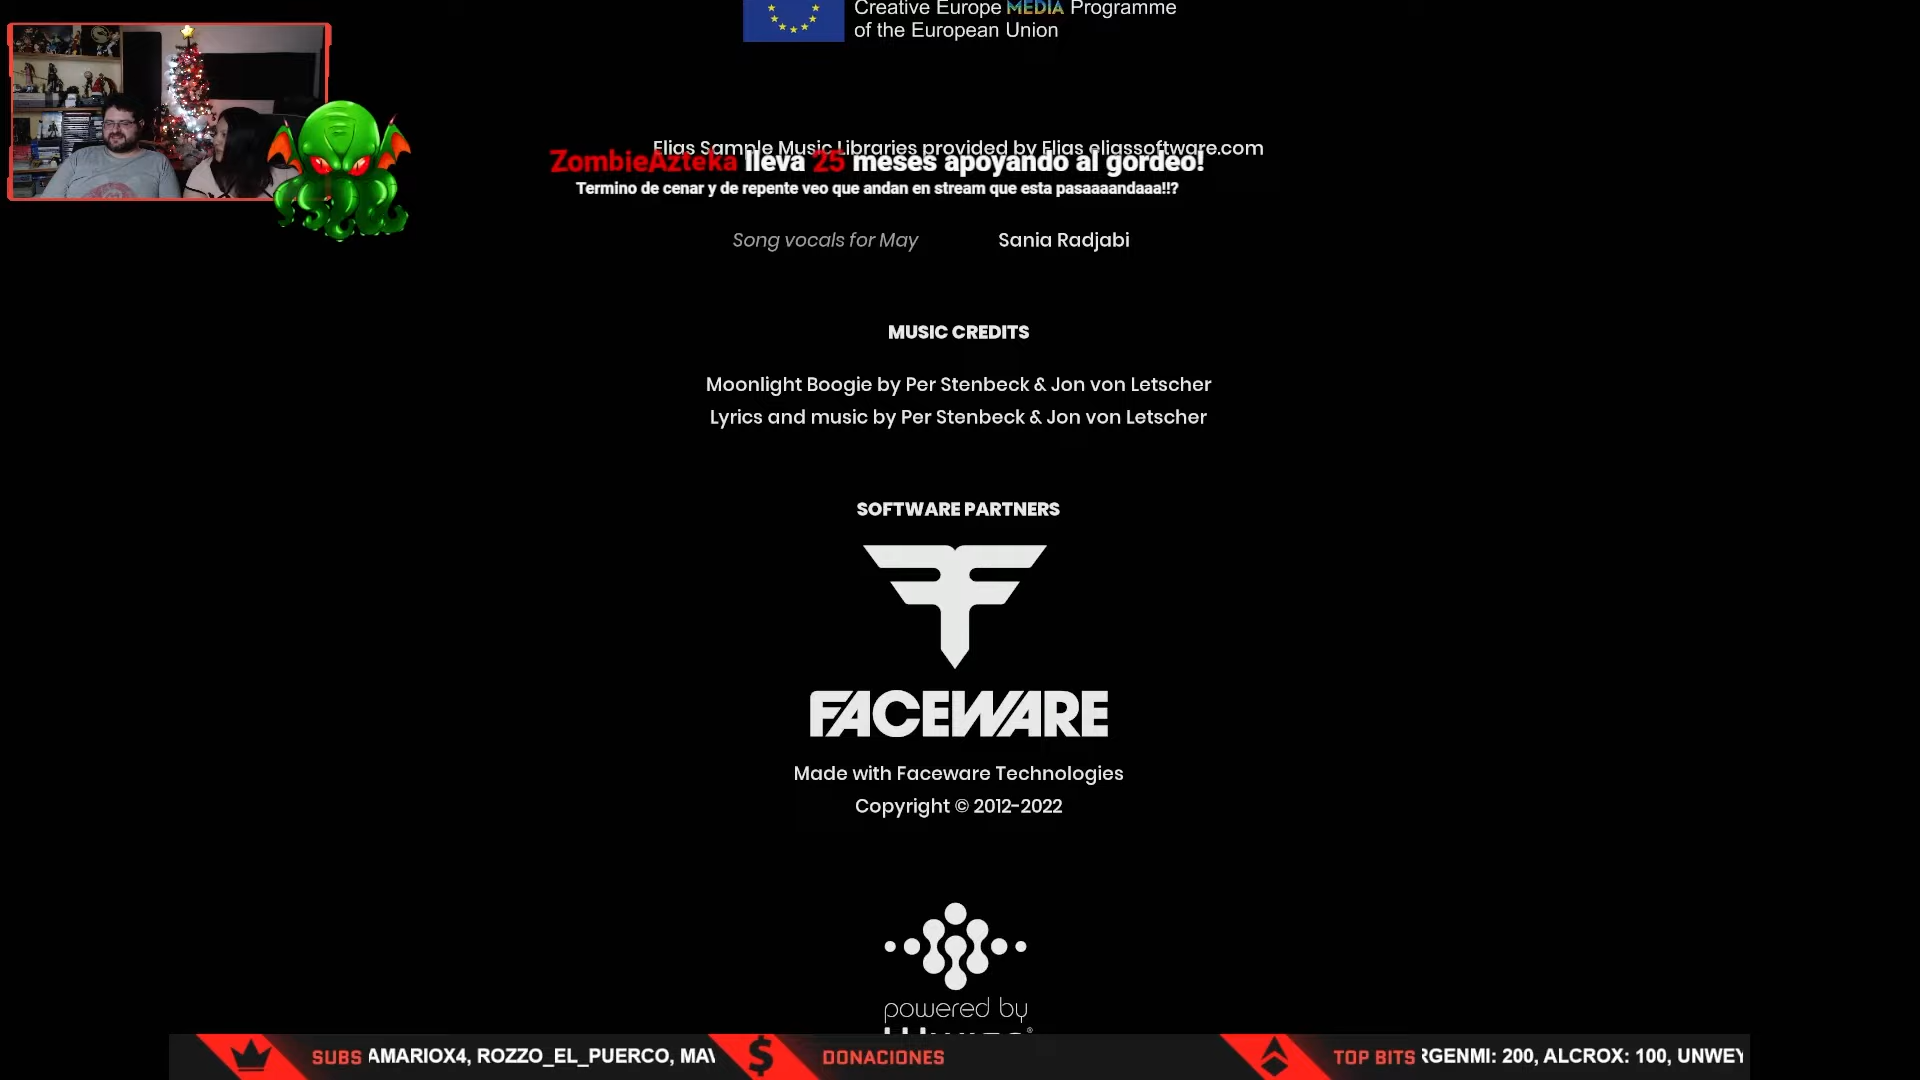 Creative Europe MEDIA Programme
of the European Union
Elias Sample Music Libraries provided by Elias eliassoftware.com
ZombieAzteka lleva 25 meses apoyando al gordeo!
Termino de cenar y de repente veo que andan en stream que esta pasaaaandaaa!!?
Song vocals for May Sania Radjabi
MUSIC CREDITS
Moonlight Boogie by Per Stenbeck & Jon von Letscher
Lyrics and music by Per Stenbeck & Jon von Letscher
SOFTWARE PARTNERS
FACEWARE
Made with Faceware Technologies
Copyright © 2012-2022
powered by
SUBS AMARIOX4, ROZZO_EL_PUERCO, MAV
DONACIONES
TOP BITS RGENMI: 200, ALCROX: 100, UNWEY